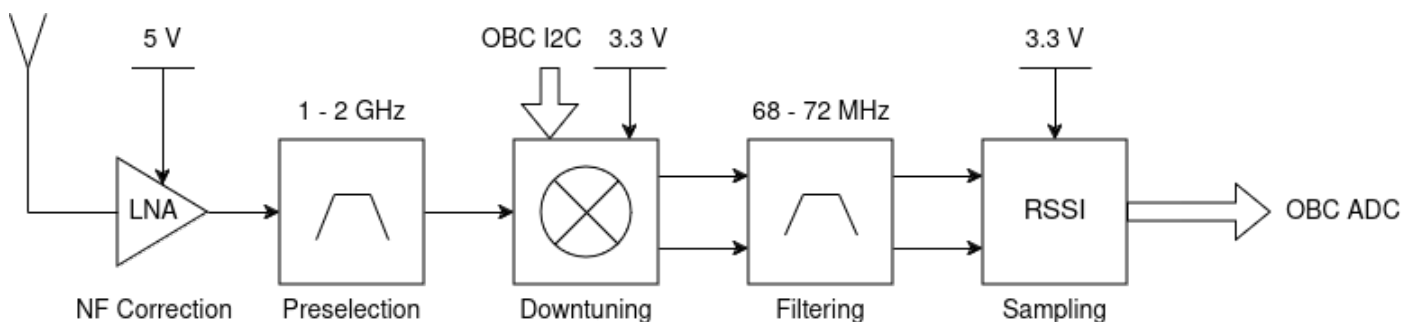 5 V
OBC I2C
3.3 V
3.3 V
1 - 2 GHz
68 - 72 MHz
LNA
RSSI
OBC ADC
NF Correction
Preselection
Downtuning
Filtering
Sampling